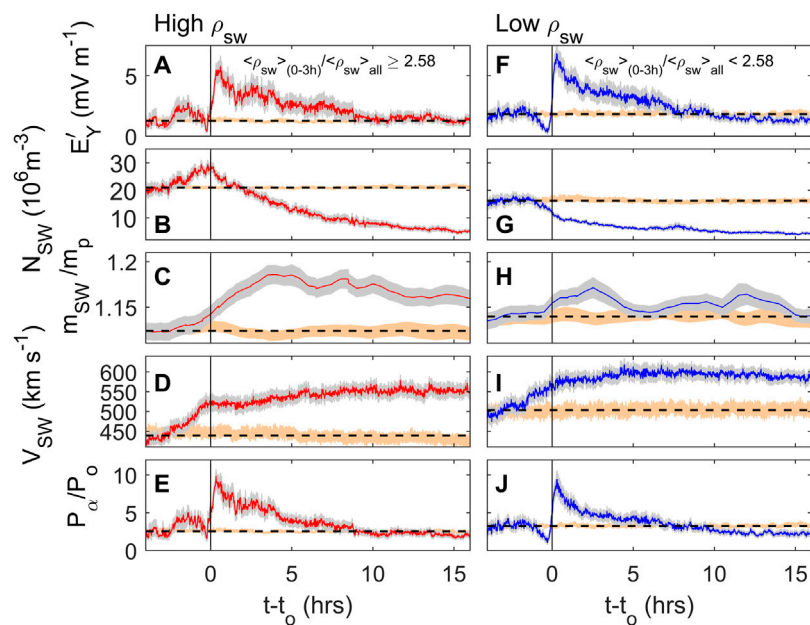 High ρsw
Low ρsw
<ρsw>(0-3h)/<ρsw>all ≥ 2.58
<ρsw>(0-3h)/<ρsw>all < 2.58
A
F
E′Y (mV m-1)
5
0
B
G
NSW (10^6m-3)
30
20
10
C
H
mSW/mp
1.2
1.15
D
I
VSW (km s-1)
600
550
500
450
E
J
Pα/Po
10
5
0
0 5 10 15
0 5 10 15
t-to (hrs)
t-to (hrs)